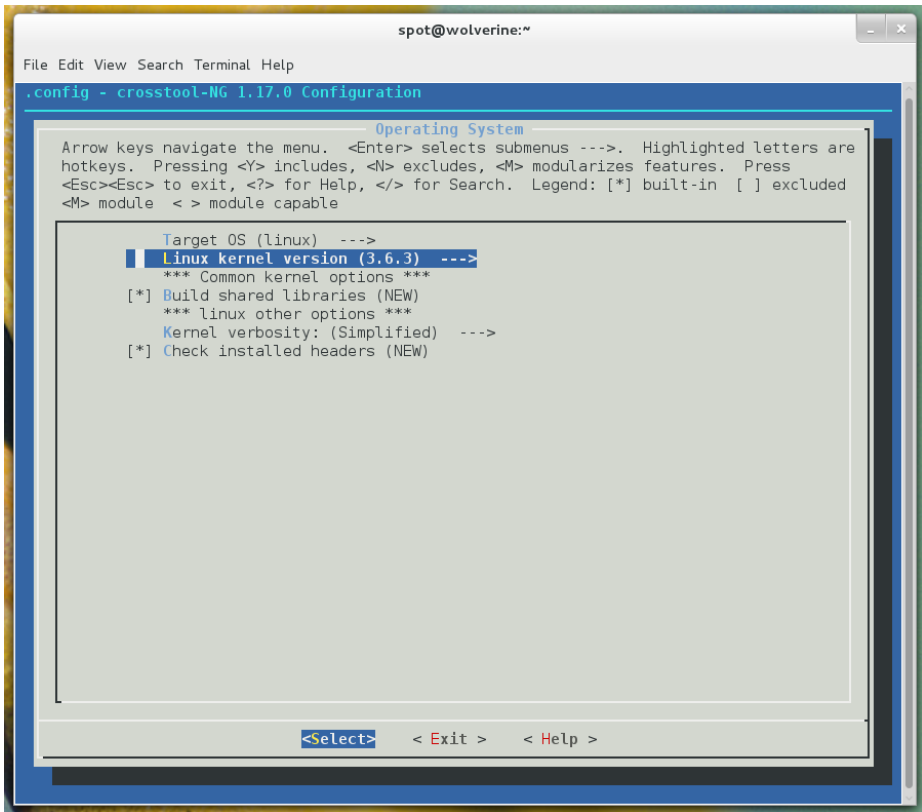 spot@wolverine:~
File Edit View Search Terminal Help
.config - crosstool-NG 1.17.0 Configuration
Operating System
Arrow keys navigate the menu.  <Enter> selects submenus --->.  Highlighted letters are
hotkeys.  Pressing <Y> includes, <N> excludes, <M> modularizes features.  Press
<Esc><Esc> to exit, <?> for Help, </> for Search.  Legend: [*] built-in  [ ] excluded
<M> module  < > module capable
Target OS (linux)  --->
Linux kernel version (3.6.3)  --->
*** Common kernel options ***
[*] Build shared libraries (NEW)
*** linux other options ***
Kernel verbosity: (Simplified)  --->
[*] Check installed headers (NEW)
<Select>    < Exit >    < Help >